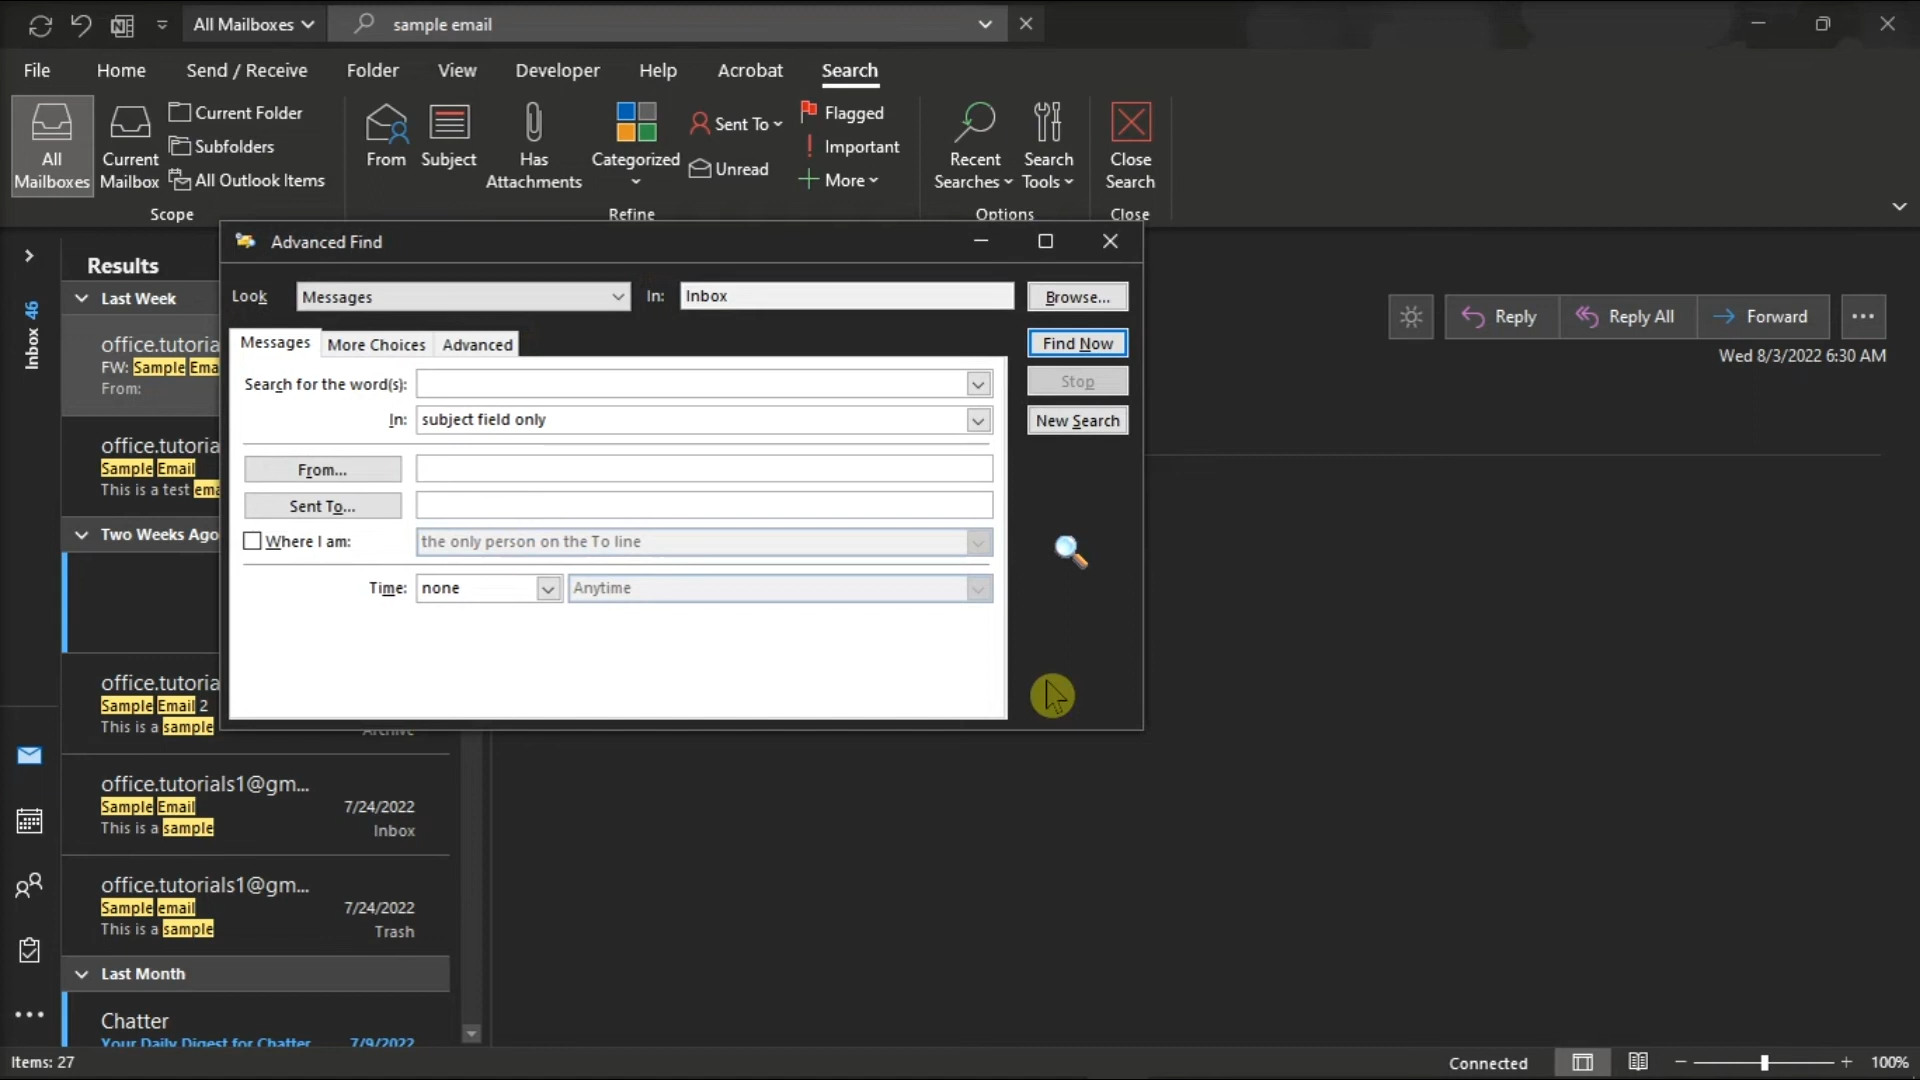 All Mailboxes
sample email
File
Home
Send / Receive
Folder
View
Developer
Help
Acrobat
Search
All
Mailboxes
Current
Mailbox
Current Folder
Subfolders
All Outlook Items
Scope
From
Subject
Has
Attachments
Categorized
Sent To
Unread
Flagged
Important
More
Refine
Recent
Searches
Search
Tools
Options
Close
Search
Close
Inbox 46
Results
Last Week
office.tutoria
FW: Sample Ema
From:
office.tutoria
Sample Email
This is a test ema
Two Weeks Ago
office.tutoria
Sample Email 2
This is a sample
Archive
office.tutorials1@gm...
Sample Email 7/24/2022
This is a sample Inbox
office.tutorials1@gm...
Sample email 7/24/2022
This is a sample Trash
Last Month
Chatter
Your Daily Digest for Chatter 7/9/2022
Advanced Find
Look Messages In: Inbox Browse...
Messages More Choices Advanced
Find Now
Stop
New Search
Search for the word(s):
In: subject field only
From...
Sent To...
Where I am: the only person on the To line
Time: none Anytime
Reply
Reply All
Forward
Wed 8/3/2022 6:30 AM
Items: 27
Connected
100%